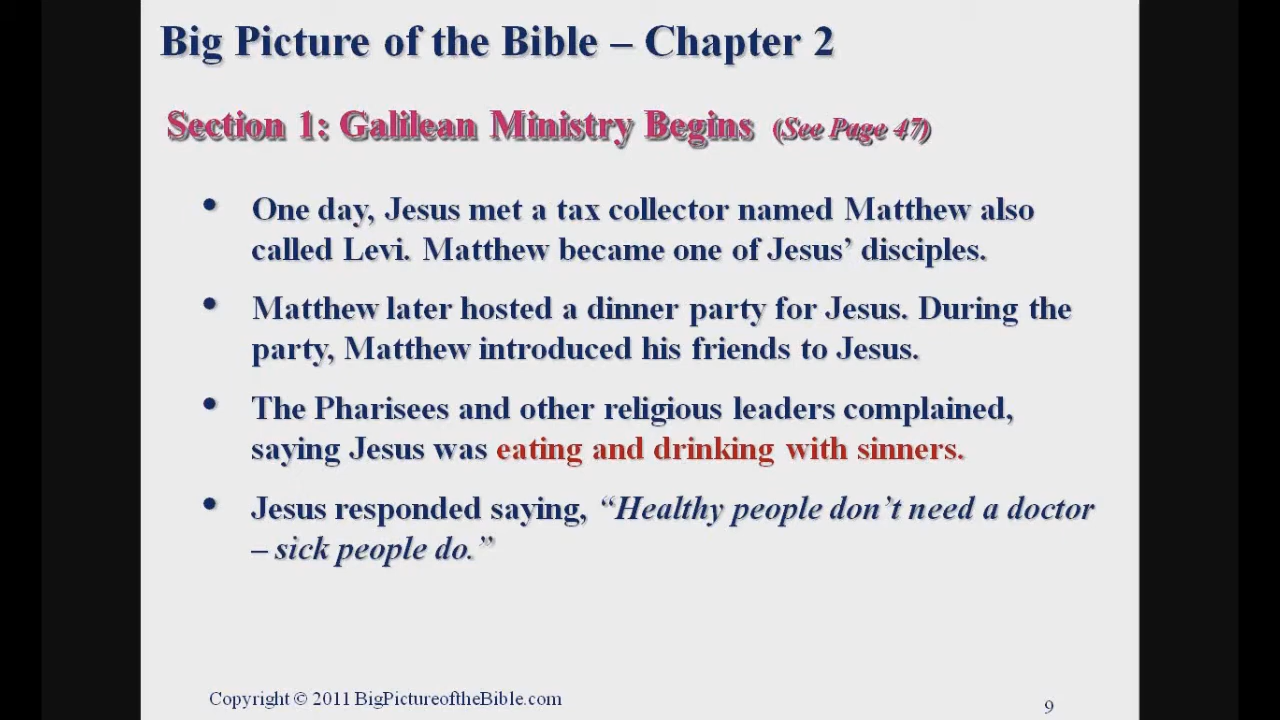 Big Picture of the Bible – Chapter 2
Section 1: Galilean Ministry Begins (See Page 47)
• One day, Jesus met a tax collector named Matthew also
called Levi. Matthew became one of Jesus’ disciples.
• Matthew later hosted a dinner party for Jesus. During the
party, Matthew introduced his friends to Jesus.
• The Pharisees and other religious leaders complained,
saying Jesus was eating and drinking with sinners.
• Jesus responded saying, “Healthy people don’t need a doctor
– sick people do.”
Copyright © 2011 BigPictureoftheBible.com
9